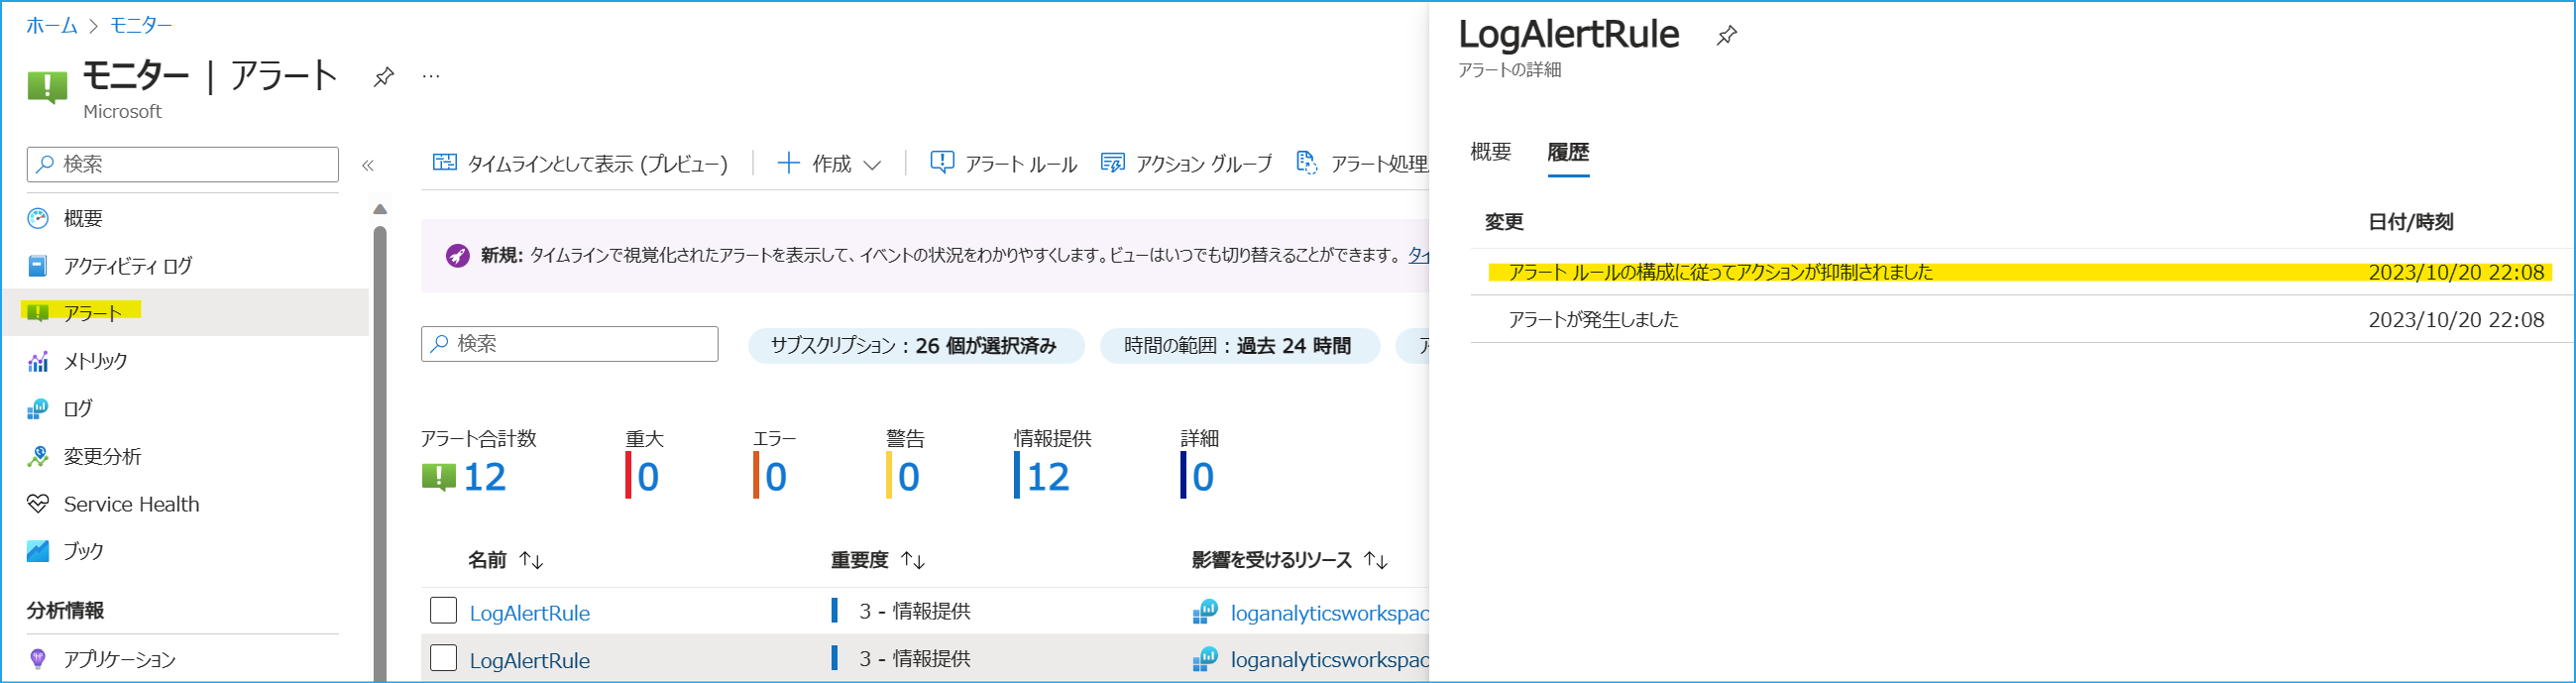 ホーム > モニター
モニター | アラート
...
Microsoft
検索
«
概要
アクティビティ ログ
アラート
メトリック
ログ
変更分析
Service Health
ブック
分析情報
アプリケーション
タイムラインとして表示 (プレビュー)
作成
アラート ルール
アクション グループ
アラート処理
新規: タイムラインで視覚化されたアラートを表示して、イベントの状況をわかりやすくします。ビューはいつでも切り替えることができます。 タイ
検索
サブスクリプション : 26 個が選択済み
時間の範囲 : 過去 24 時間
アラート合計数 重大 エラー 警告 情報提供 詳細
12 0 0 0 12 0
名前 ↑↓ 重要度 ↑↓ 影響を受けるリソース ↑↓
LogAlertRule 3 - 情報提供 loganalyticsworkspac
LogAlertRule 3 - 情報提供 loganalyticsworkspac
LogAlertRule
アラートの詳細
概要 履歴
変更 日付/時刻
アラート ルールの構成に従ってアクションが抑制されました 2023/10/20 22:08
アラートが発生しました 2023/10/20 22:08